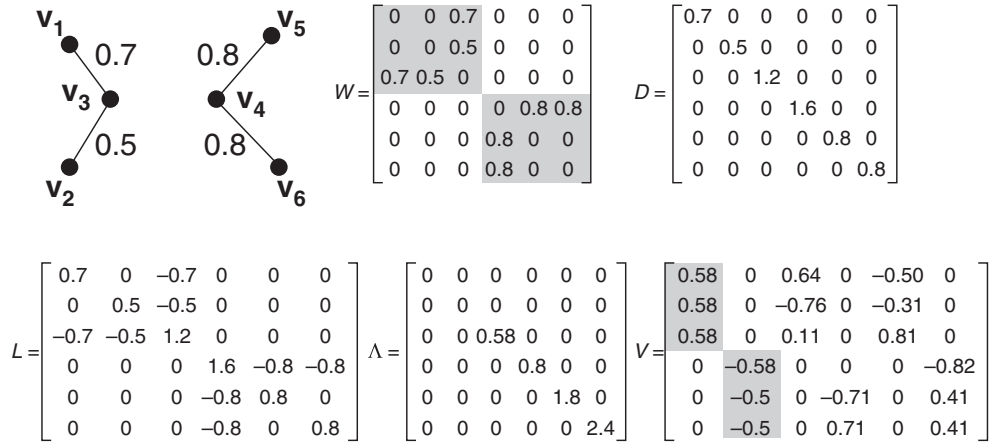 v1 0.7 v3 0.5 v2
v5 0.8 v4 0.8 v6
W =
0 0 0.7 0 0 0
0 0 0.5 0 0 0
0.7 0.5 0 0 0 0
0 0 0 0 0.8 0.8
0 0 0 0.8 0 0
0 0 0 0.8 0 0
D =
0.7 0 0 0 0 0
0 0.5 0 0 0 0
0 0 1.2 0 0 0
0 0 0 1.6 0 0
0 0 0 0 0.8 0
0 0 0 0 0 0.8
L =
0.7 0 −0.7 0 0 0
0 0.5 −0.5 0 0 0
−0.7 −0.5 1.2 0 0 0
0 0 0 1.6 −0.8 −0.8
0 0 0 −0.8 0.8 0
0 0 0 −0.8 0 0.8
Λ =
0 0 0 0 0 0
0 0 0 0 0 0
0 0 0.58 0 0 0
0 0 0 0.8 0 0
0 0 0 0 1.8 0
0 0 0 0 0 2.4
V =
0.58 0 0.64 0 −0.50 0
0.58 0 −0.76 0 −0.31 0
0.58 0 0.11 0 0.81 0
0 −0.58 0 0 0 −0.82
0 −0.5 0 −0.71 0 0.41
0 −0.5 0 0.71 0 0.41